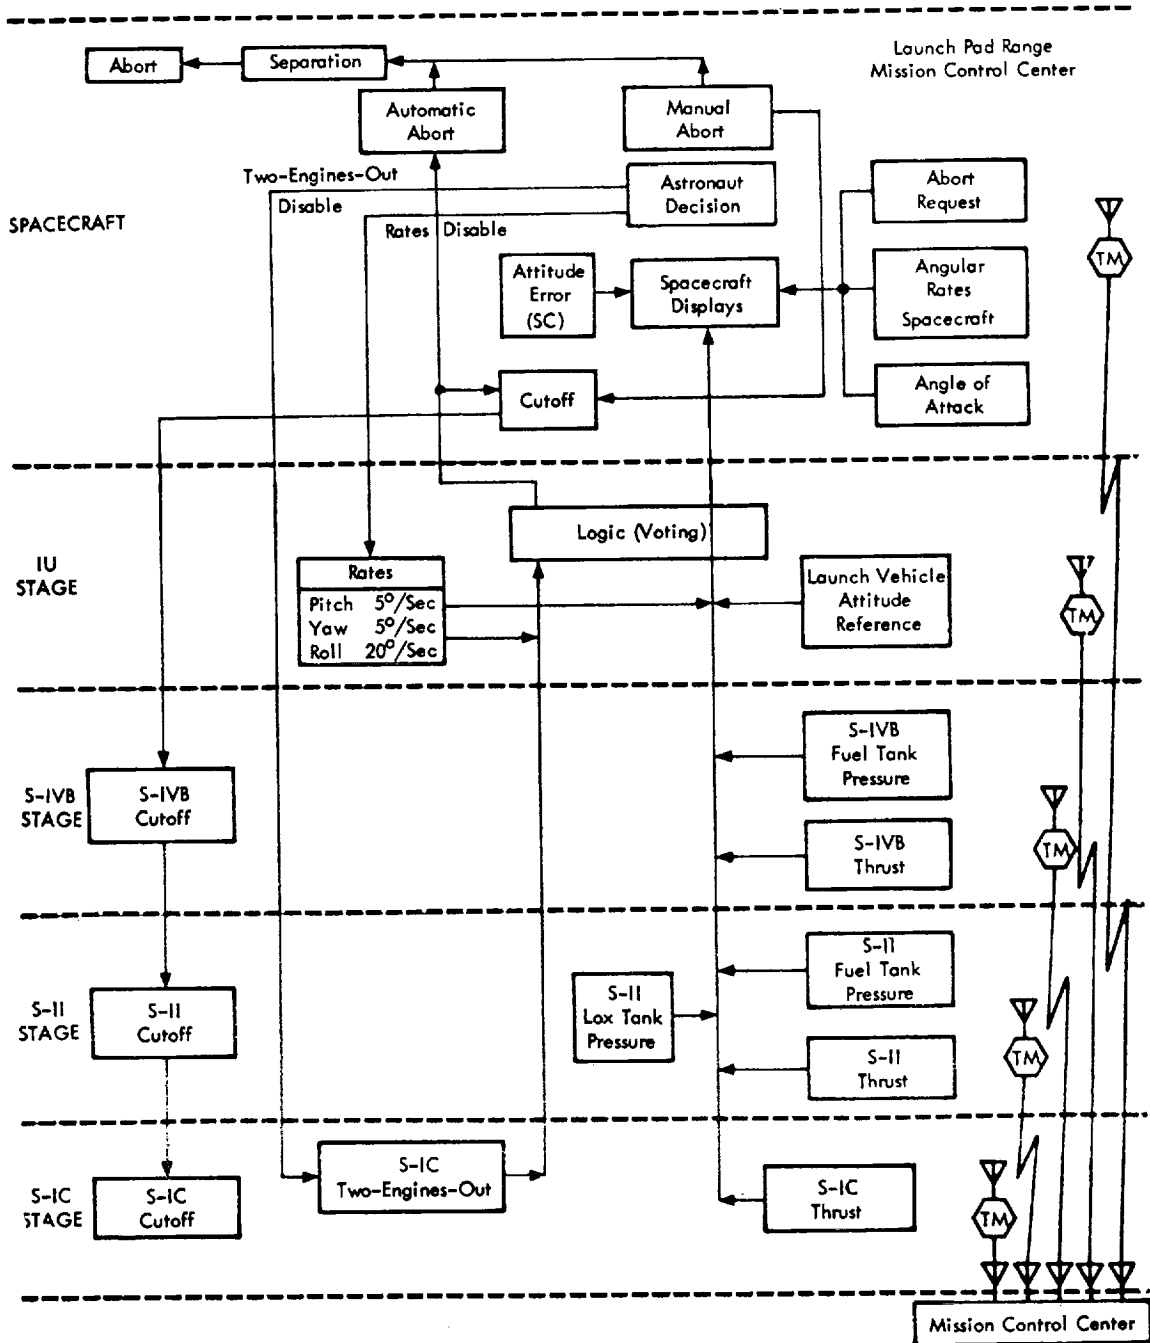 Launch Pad Range
Mission Control Center
Abort
Separation
Automatic
Abort
Manual
Abort
Two-Engines-Out
Disable
Astronaut
Decision
Abort
Request
SPACECRAFT
Rates Disable
TM
Attitude
Error
(SC)
Spacecraft
Displays
Angular
Rates
Spacecraft
Cutoff
Angle of
Attack
IU
STAGE
Logic (Voting)
Rates
Pitch 5°/Sec
Yaw 5°/Sec
Roll 20°/Sec
Launch Vehicle
Attitude
Reference
TM
S-IVB
Fuel Tank
Pressure
S-IVB
STAGE
S-IVB
Cutoff
S-IVB
Thrust
TM
S-II
Fuel Tank
Pressure
S-II
STAGE
S-II
Cutoff
S-II
Lox Tank
Pressure
S-II
Thrust
TM
S-IC
STAGE
S-IC
Cutoff
S-IC
Two-Engines-Out
S-IC
Thrust
TM
Mission Control Center